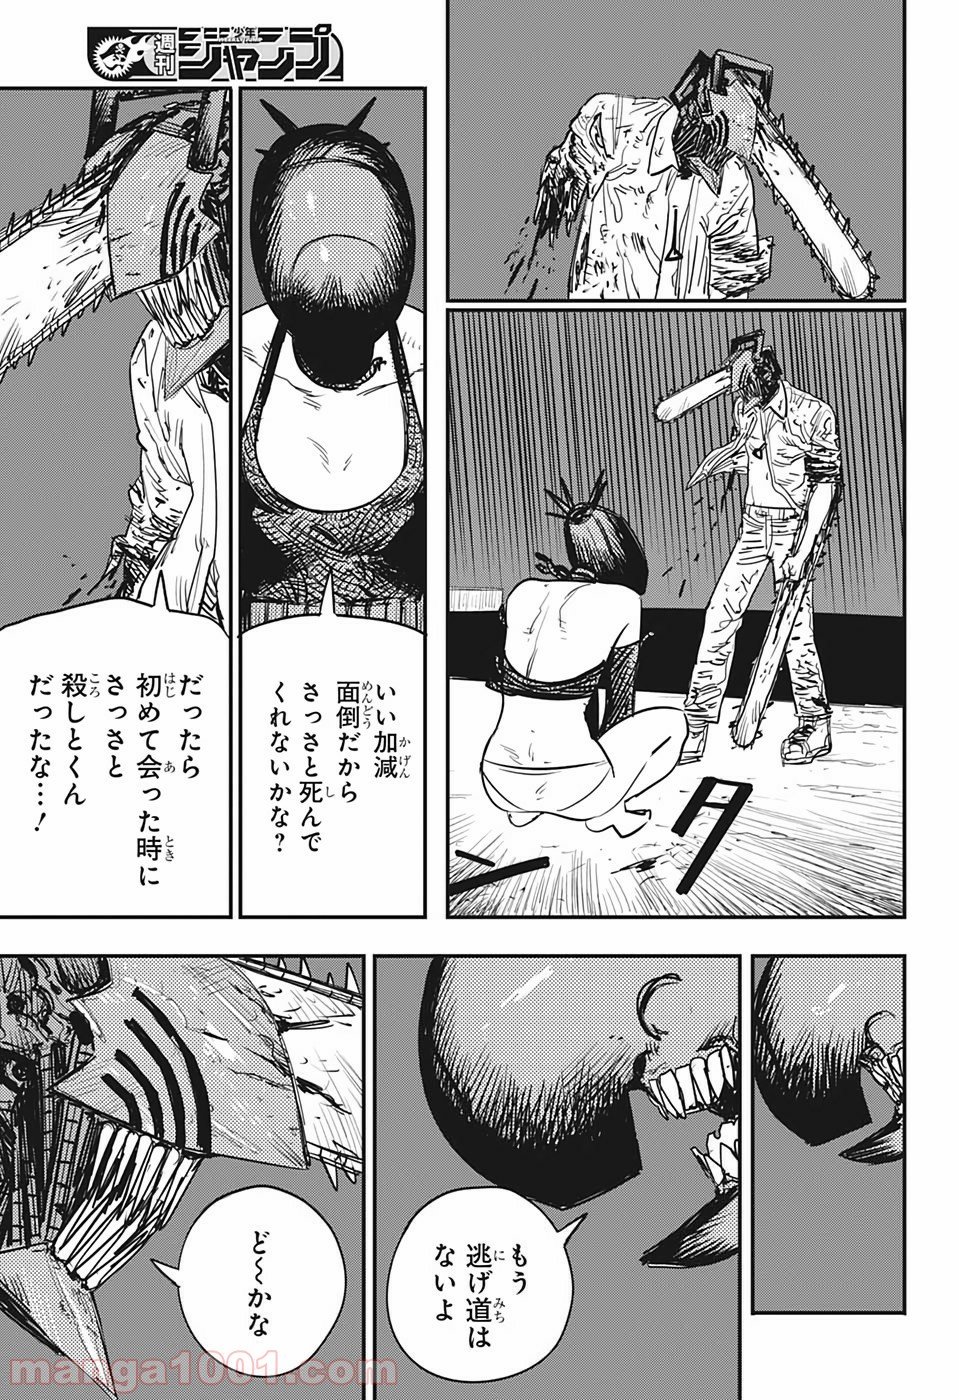 週刊
少年
ジャンプ
タン
いい加減
面倒だから
さっさと死んで
くれないかな?
だったら
初めて会った時に
さっさと
殺しとくん
だったな…!
もう
逃げ道は
ないよ
ど〜かな
manga1001.com